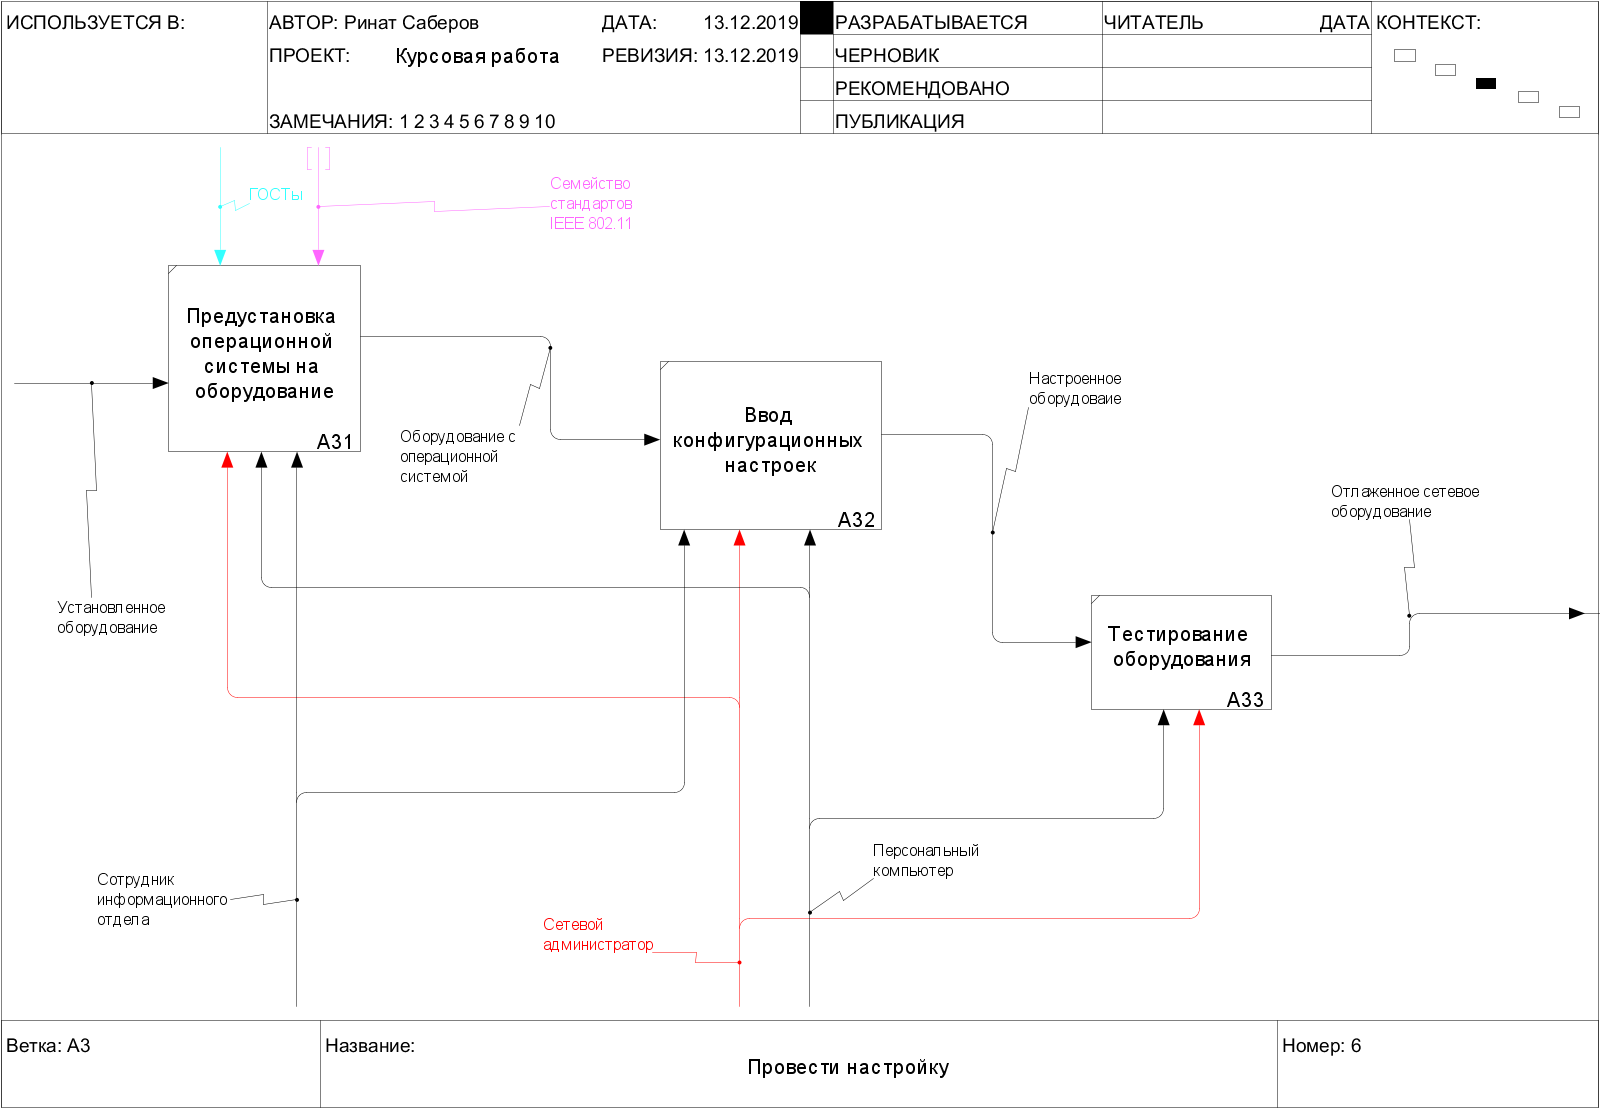 ИСПОЛЬЗУЕТСЯ В:
АВТОР: Ринат Саберов
ДАТА: 13.12.2019
ПРОЕКТ: Курсовая работа
РЕВИЗИЯ: 13.12.2019
ЗАМЕЧАНИЯ: 1 2 3 4 5 6 7 8 9 10
РАЗРАБАТЫВАЕТСЯ
ЧЕРНОВИК
РЕКОМЕНДОВАНО
ПУБЛИКАЦИЯ
ЧИТАТЕЛЬ
ДАТА
КОНТЕКСТ:
ГОСТы
Семейство
стандартов
IEEE 802.11
Предустановка
операционной
системы на
оборудование
A31
Оборудование с
операционной
системой
Ввод
конфигурационных
настроек
A32
Настроенное
оборудоваие
Отлаженное сетевое
оборудование
Установленное
оборудование
Тестирование
оборудования
A33
Персональный
компьютер
Сотрудник
информационного
отдела
Сетевой
администратор
Ветка: A3
Название:
Провести настройку
Номер: 6